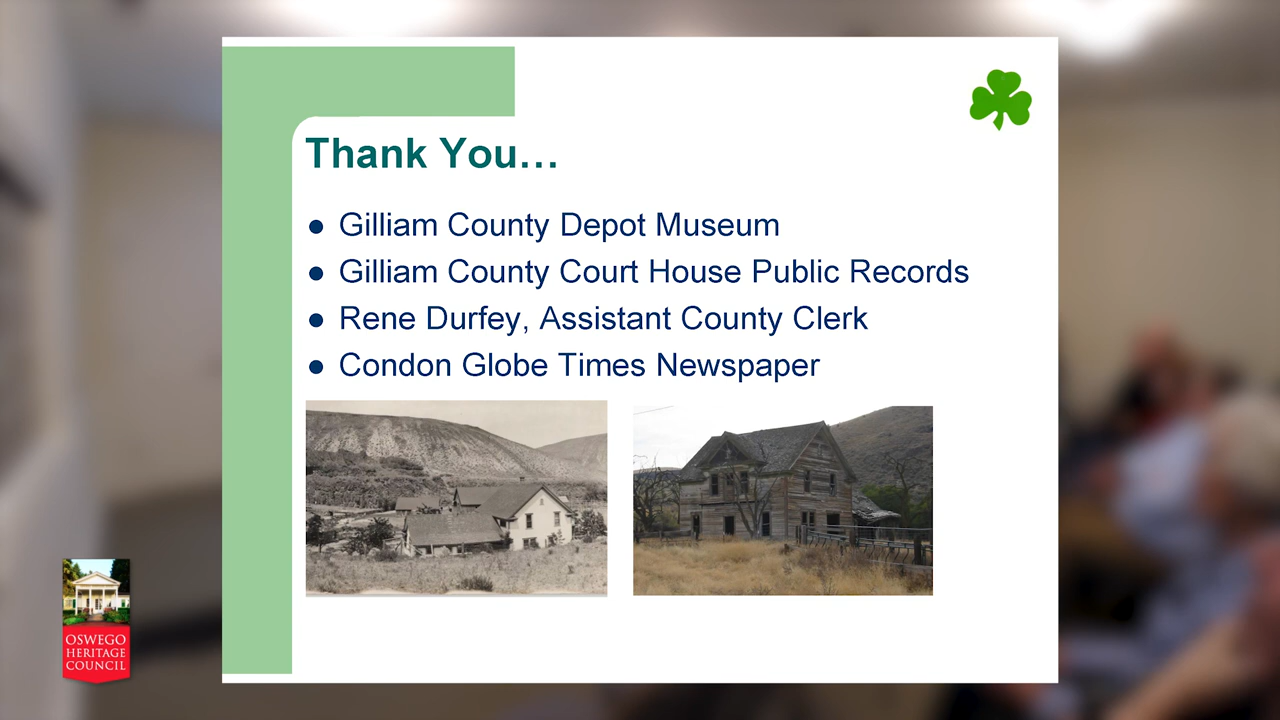 Thank You…
● Gilliam County Depot Museum
● Gilliam County Court House Public Records
● Rene Durfey, Assistant County Clerk
● Condon Globe Times Newspaper
OSWEGO
HERITAGE
COUNCIL